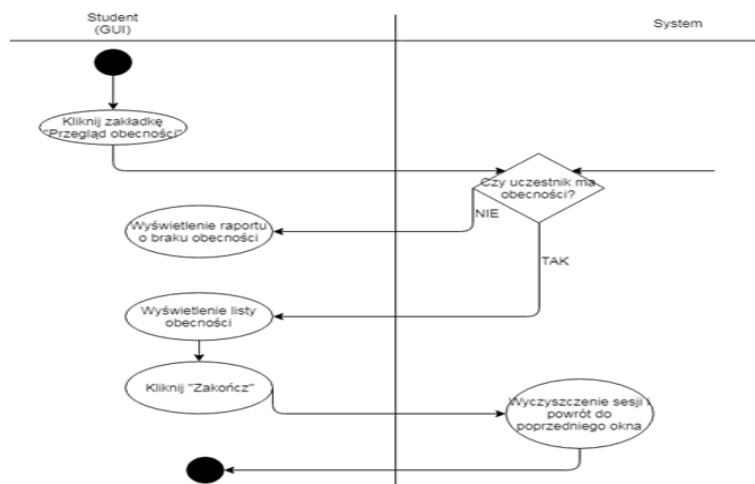 Student
(GUI)
System
Kliknij zakładkę
"Przegląd obecności"
Czy uczestnik ma
obecności?
NIE
Wyświetlenie raportu
o braku obecności
TAK
Wyświetlenie listy
obecności
Kliknij "Zakończ"
Wyczyszczenie sesji i
powrót do
poprzedniego okna